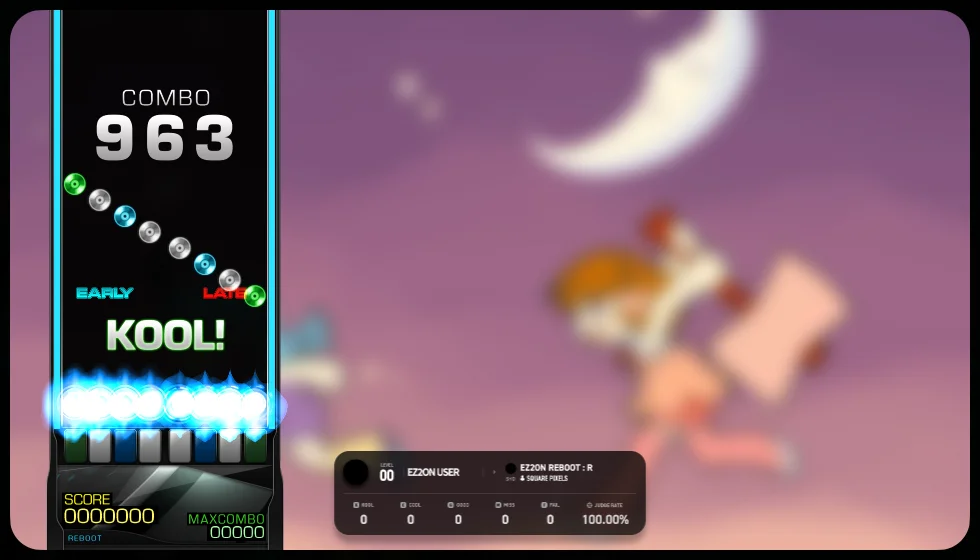 COMBO
963
EARLY LATE
KOOL!
SCORE
0000000
MAXCOMBO
00000
REBOOT
LEVEL
00 EZ2ON USER
EZ2ON REBOOT : R
SQUARE PIXELS
KOOL COOL GOOD MISS FAIL JUDGE RATE
0 0 0 0 0 100.00%